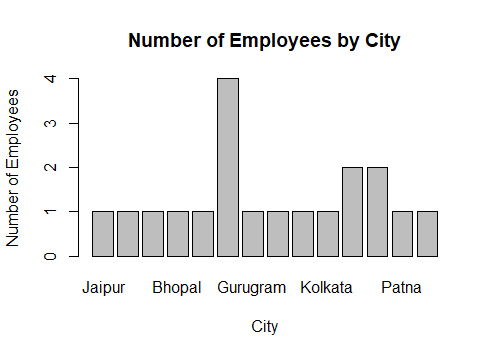 Number of Employees by City
Number of Employees
4
3
2
1
0
Jaipur Bhopal Gurugram Kolkata Patna
City